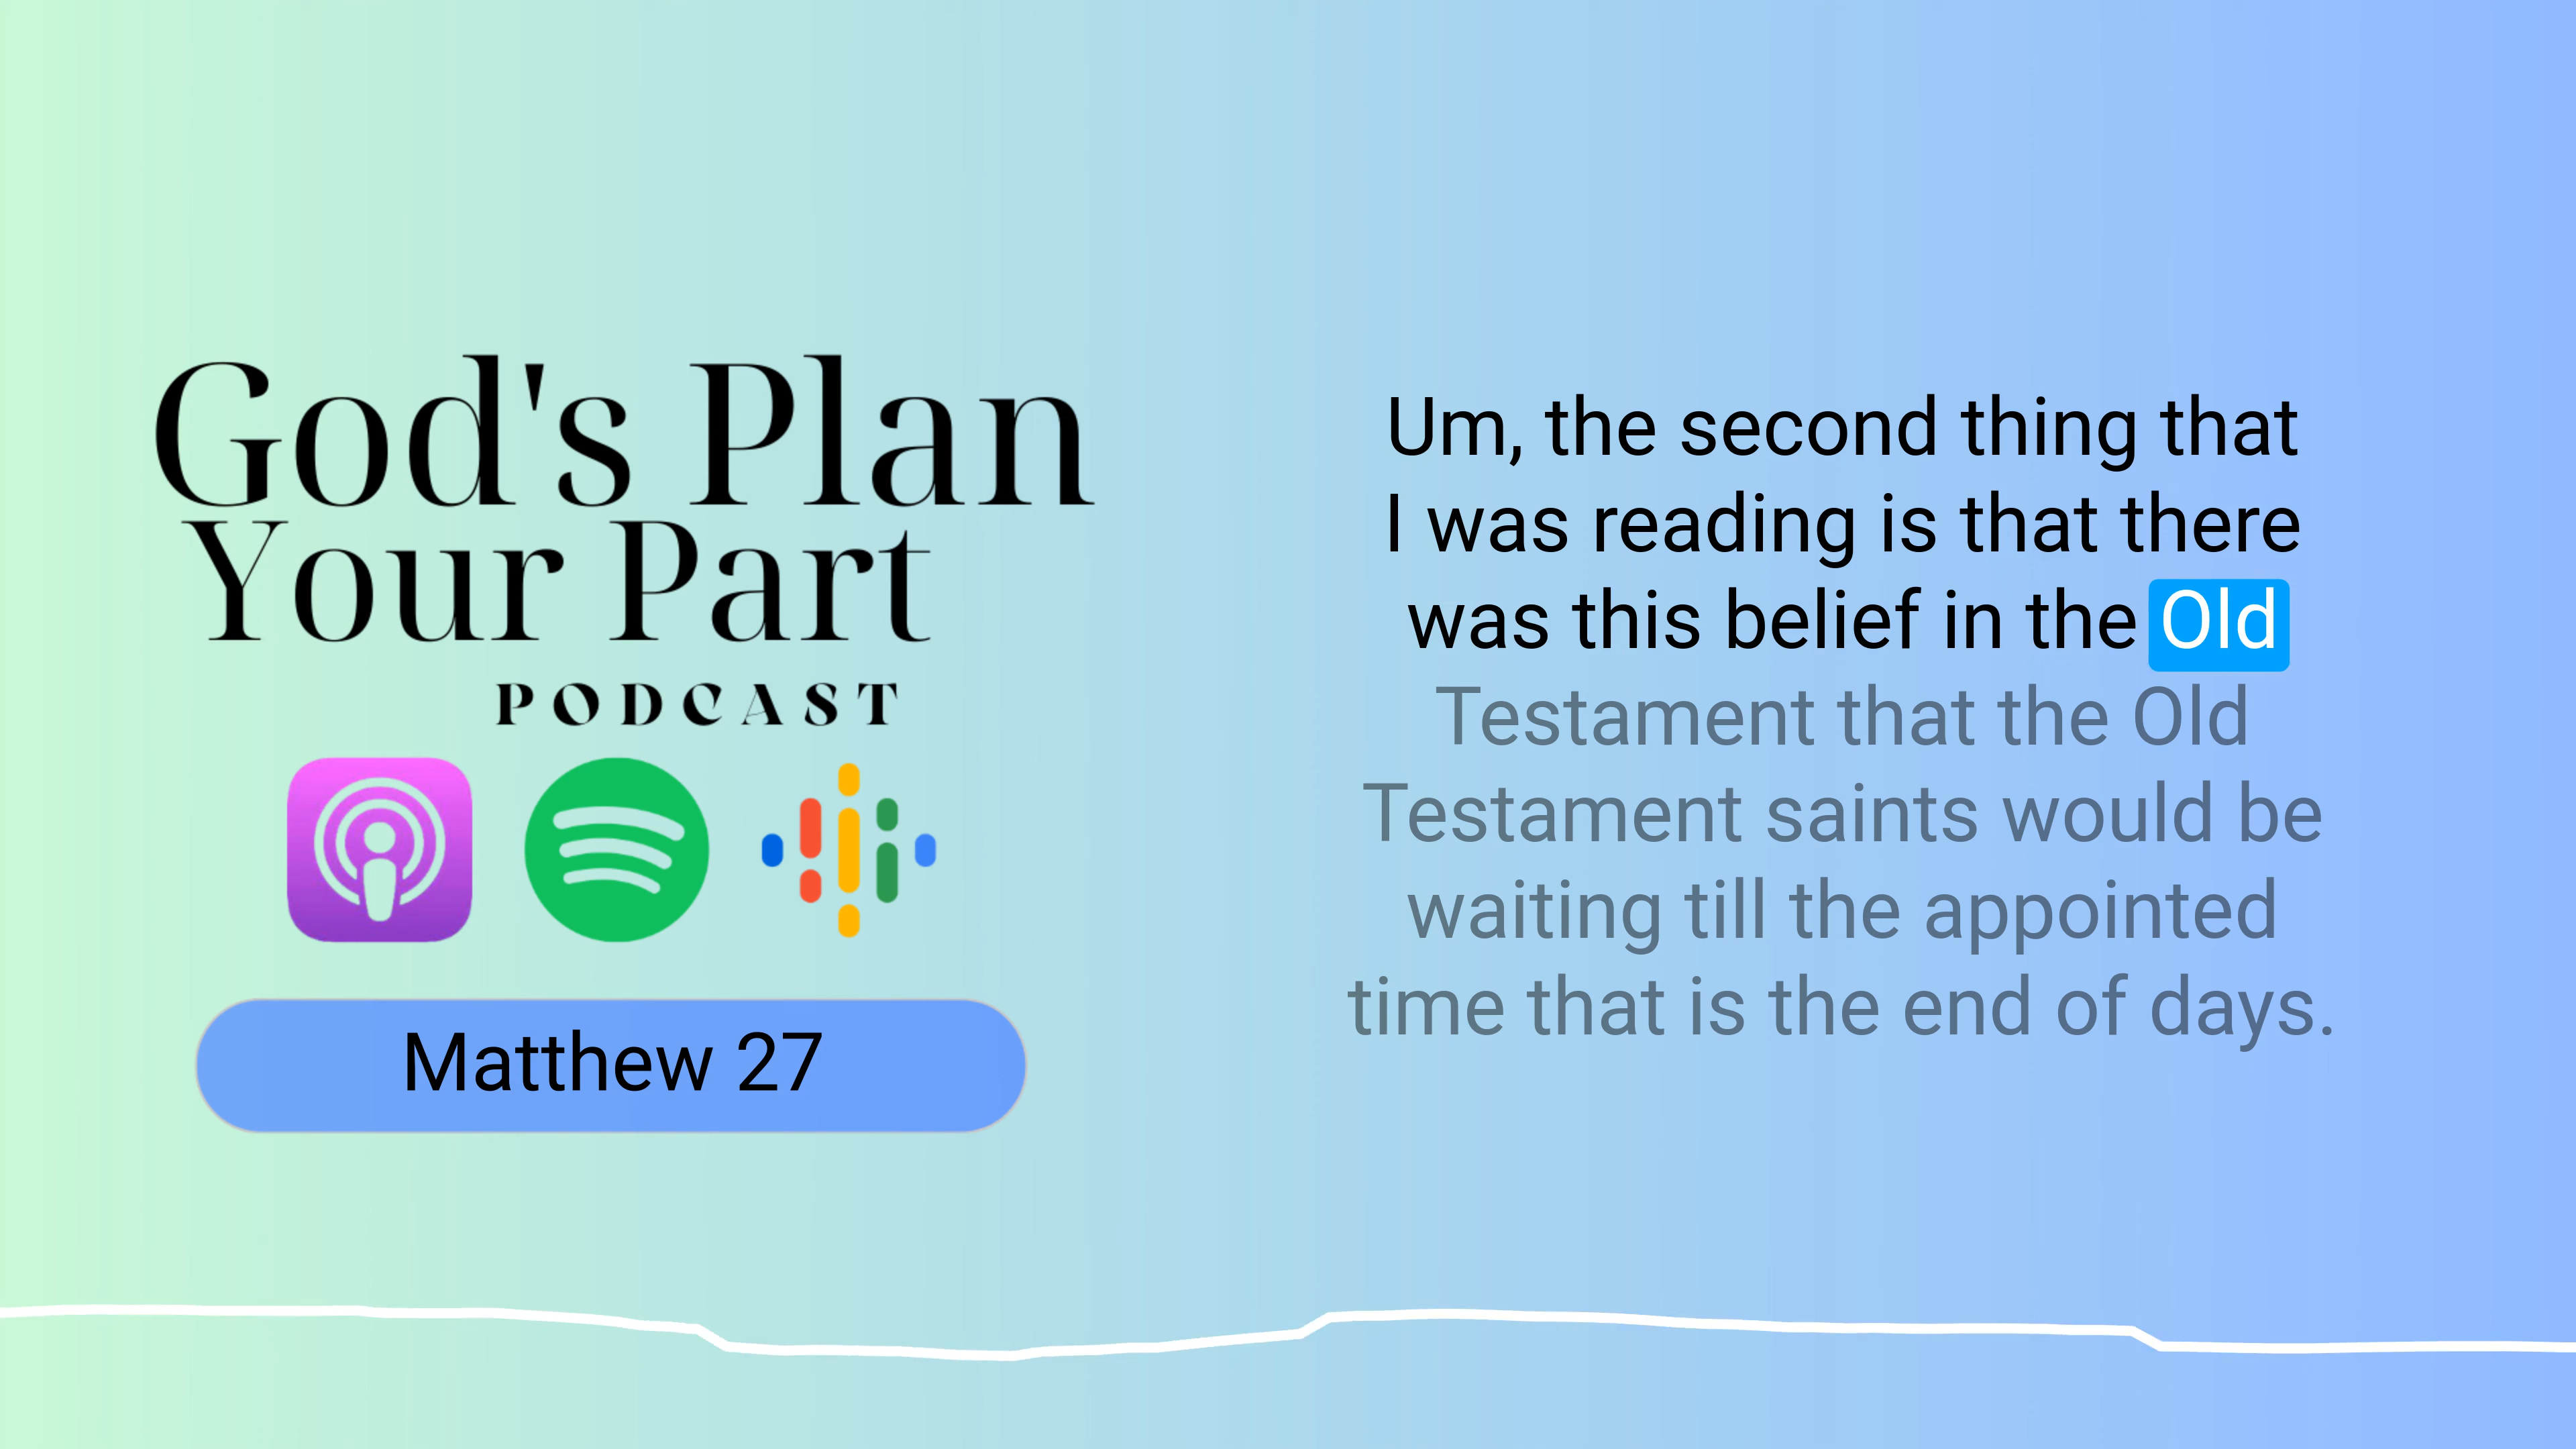 God's Plan
Your Part
PODCAST
Matthew 27
Um, the second thing that
I was reading is that there
was this belief in the Old
Testament that the Old
Testament saints would be
waiting till the appointed
time that is the end of days.